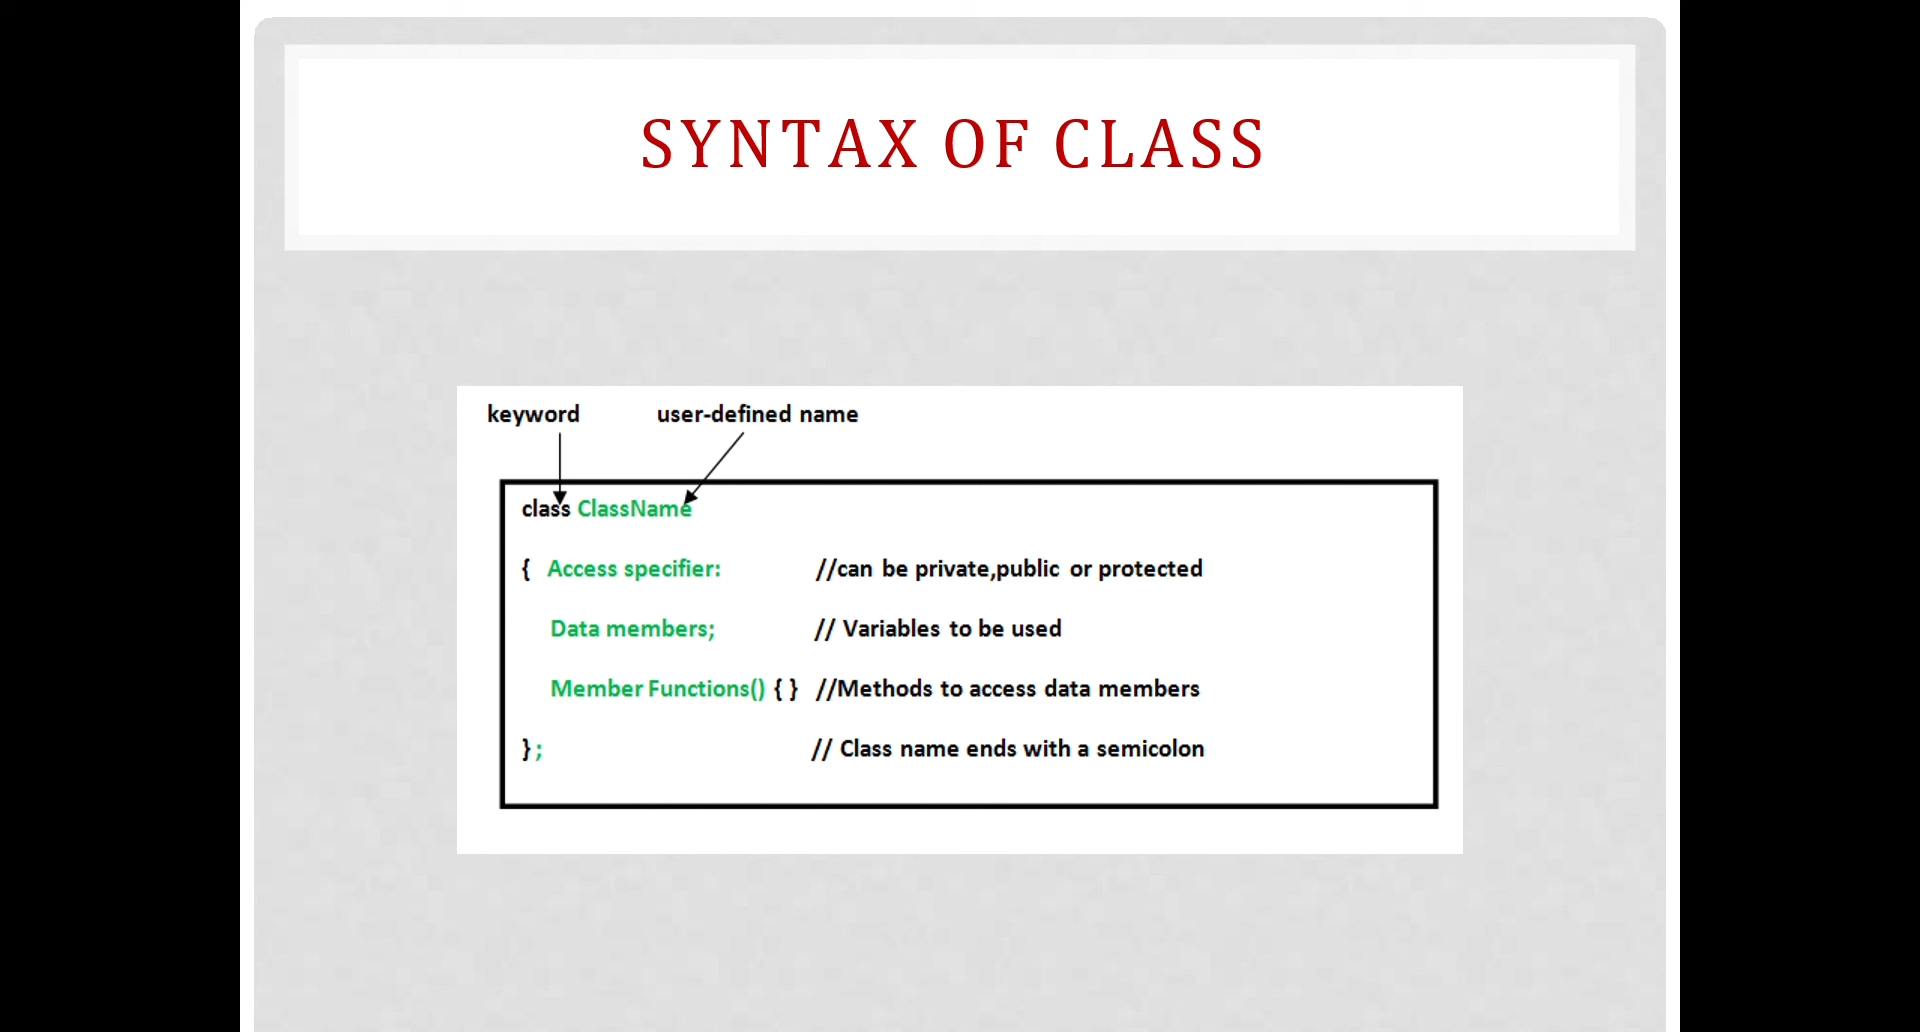 SYNTAX OF CLASS
keyword user-defined name
class ClassName
{ Access specifier: //can be private,public or protected
Data members; // Variables to be used
Member Functions() { } //Methods to access data members
} ; // Class name ends with a semicolon